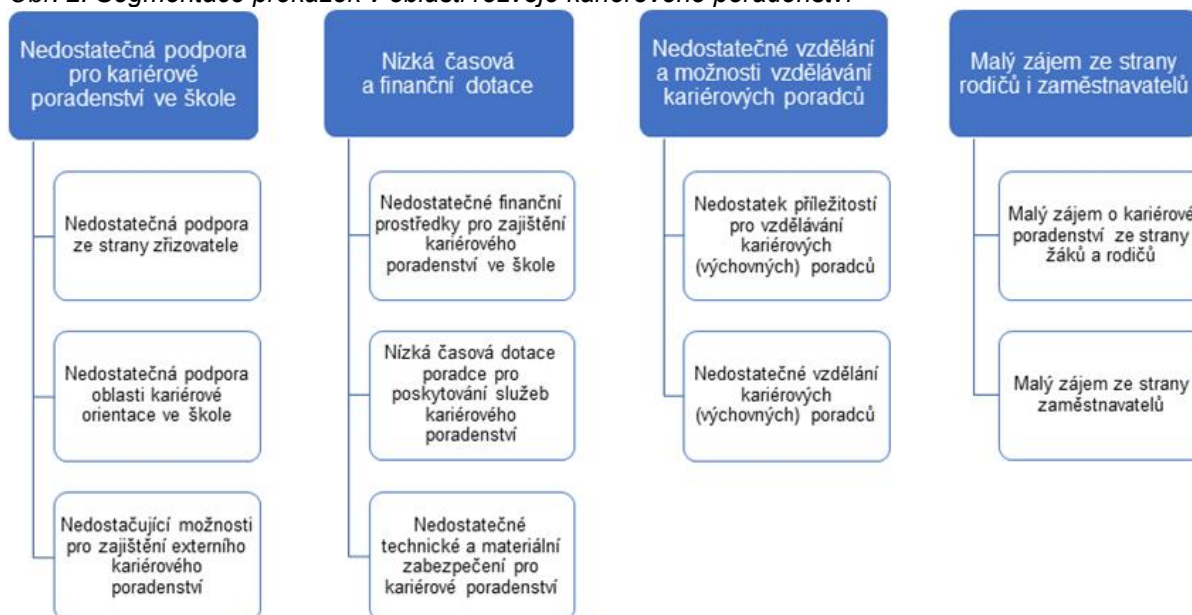 Obr. 2: Segmentace překážek v oblasti rozvoje kariérového poradenství
Nedostatečná podpora
pro kariérové
poradenství ve škole
Nedostatečná podpora
ze strany zřizovatele
Nedostatečná podpora
oblasti kariérové
orientace ve škole
Nedostačující možnosti
pro zajištění externího
kariérového
poradenství
Nízká časová
a finanční dotace
Nedostatečné finanční
prostředky pro zajištění
kariérového
poradenství ve škole
Nízká časová dotace
poradce pro
poskytování služeb
kariérového
poradenství
Nedostatečné
technické a materiální
zabezpečení pro
kariérové poradenství
Nedostatečné vzdělání
a možnosti vzdělávání
kariérových poradců
Nedostatek příležitostí
pro vzdělávání
kariérových
(výchovných) poradců
Nedostatečné vzdělání
kariérových
(výchovných) poradců
Malý zájem ze strany
rodičů i zaměstnavatelů
Malý zájem o kariérové
poradenství ze strany
žáků a rodičů
Malý zájem ze strany
zaměstnavatelů